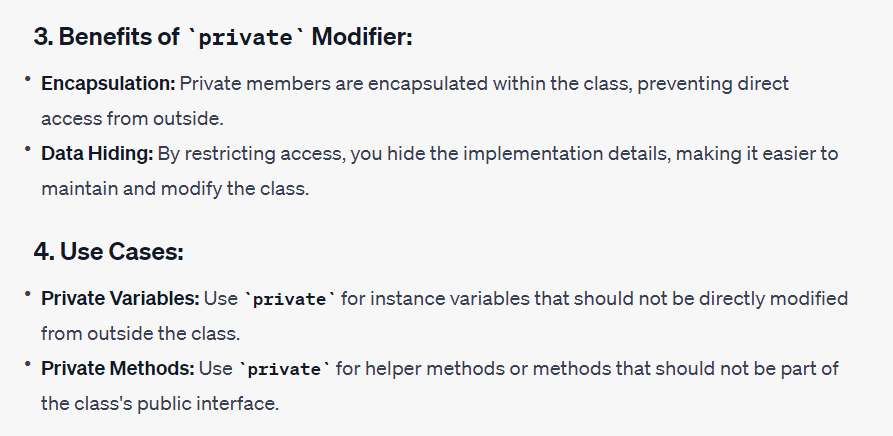 3. Benefits of `private` Modifier:
• Encapsulation: Private members are encapsulated within the class, preventing direct
access from outside.
• Data Hiding: By restricting access, you hide the implementation details, making it easier to
maintain and modify the class.
4. Use Cases:
• Private Variables: Use `private` for instance variables that should not be directly modified
from outside the class.
• Private Methods: Use `private` for helper methods or methods that should not be part of
the class's public interface.